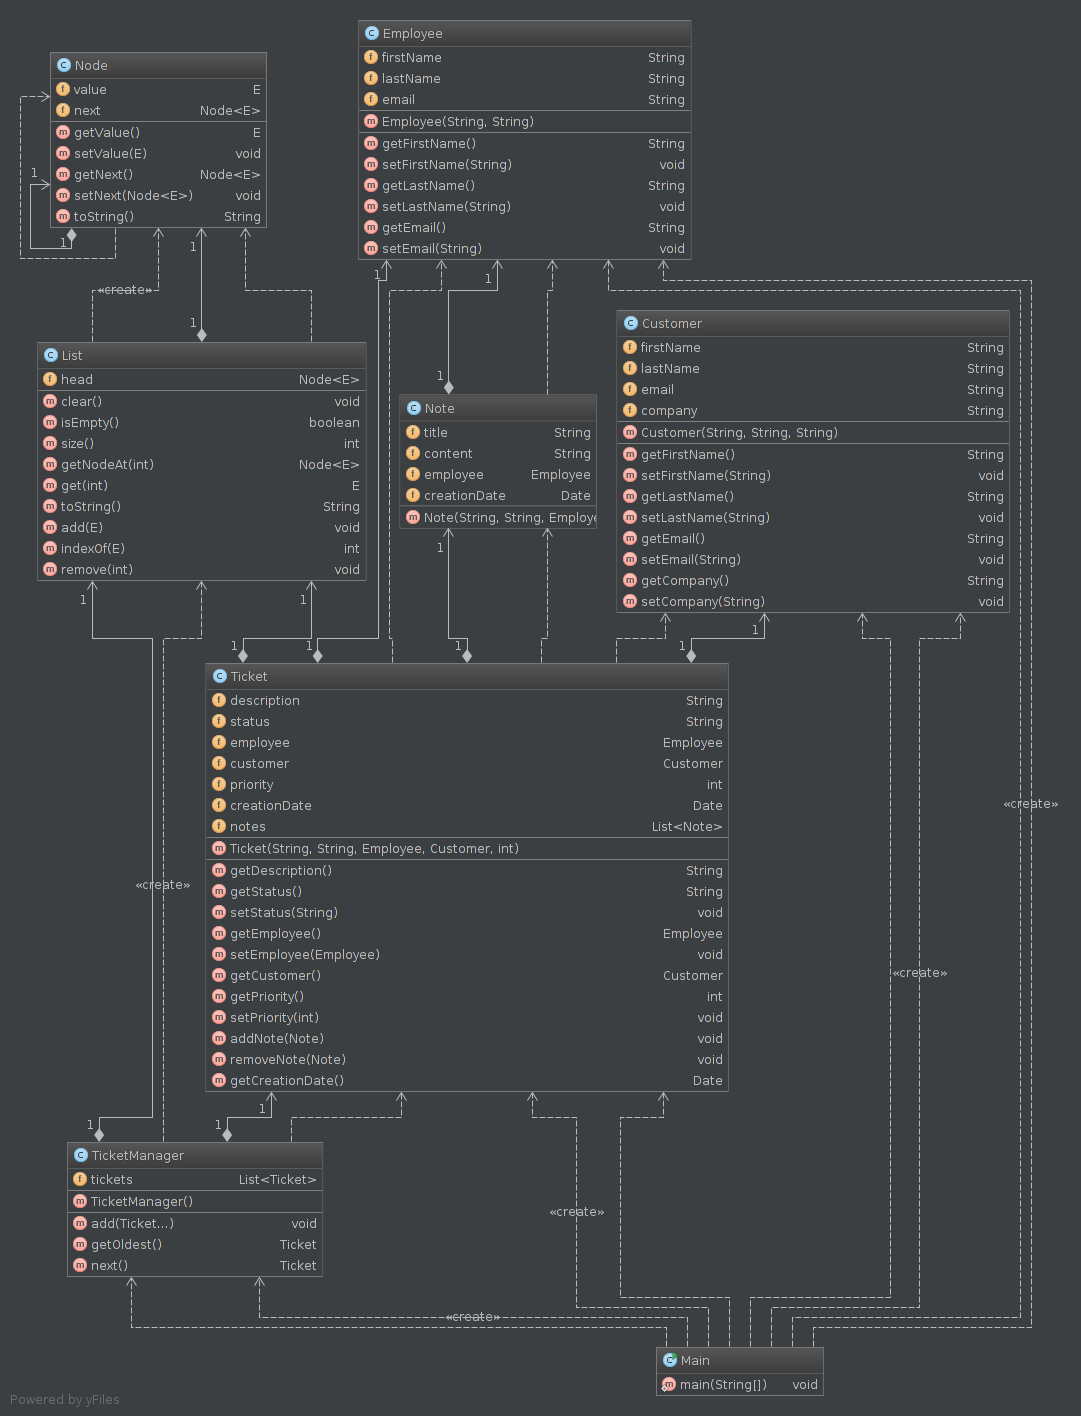 Employee
firstName String
lastName String
email String
Employee(String, String)
getFirstName() String
setFirstName(String) void
getLastName() String
setLastName(String) void
getEmail() String
setEmail(String) void
Node
value E
next Node<E>
getValue() E
setValue(E) void
getNext() Node<E>
setNext(Node<E>) void
toString() String
1
1
1
«create»
1
1
1
1
List
head Node<E>
clear() void
isEmpty() boolean
size() int
getNodeAt(int) Node<E>
get(int) E
toString() String
add(E) void
indexOf(E) int
remove(int) void
Note
title String
content String
employee Employee
creationDate Date
Note(String, String, Employe
Customer
firstName String
lastName String
email String
company String
Customer(String, String, String)
getFirstName() String
setFirstName(String) void
getLastName() String
setLastName(String) void
getEmail() String
setEmail(String) void
getCompany() String
setCompany(String) void
1
1
1
1
1
1
1
1
1
Ticket
description String
status String
employee Employee
customer Customer
priority int
creationDate Date
notes List<Note>
Ticket(String, String, Employee, Customer, int)
getDescription() String
getStatus() String
setStatus(String) void
getEmployee() Employee
setEmployee(Employee) void
getCustomer() Customer
getPriority() int
setPriority(int) void
addNote(Note) void
removeNote(Note) void
getCreationDate() Date
«create»
«create»
«create»
1
1
1
TicketManager
tickets List<Ticket>
TicketManager()
add(Ticket...) void
getOldest() Ticket
next() Ticket
«create»
«create»
Main
main(String[]) void
Powered by yFiles